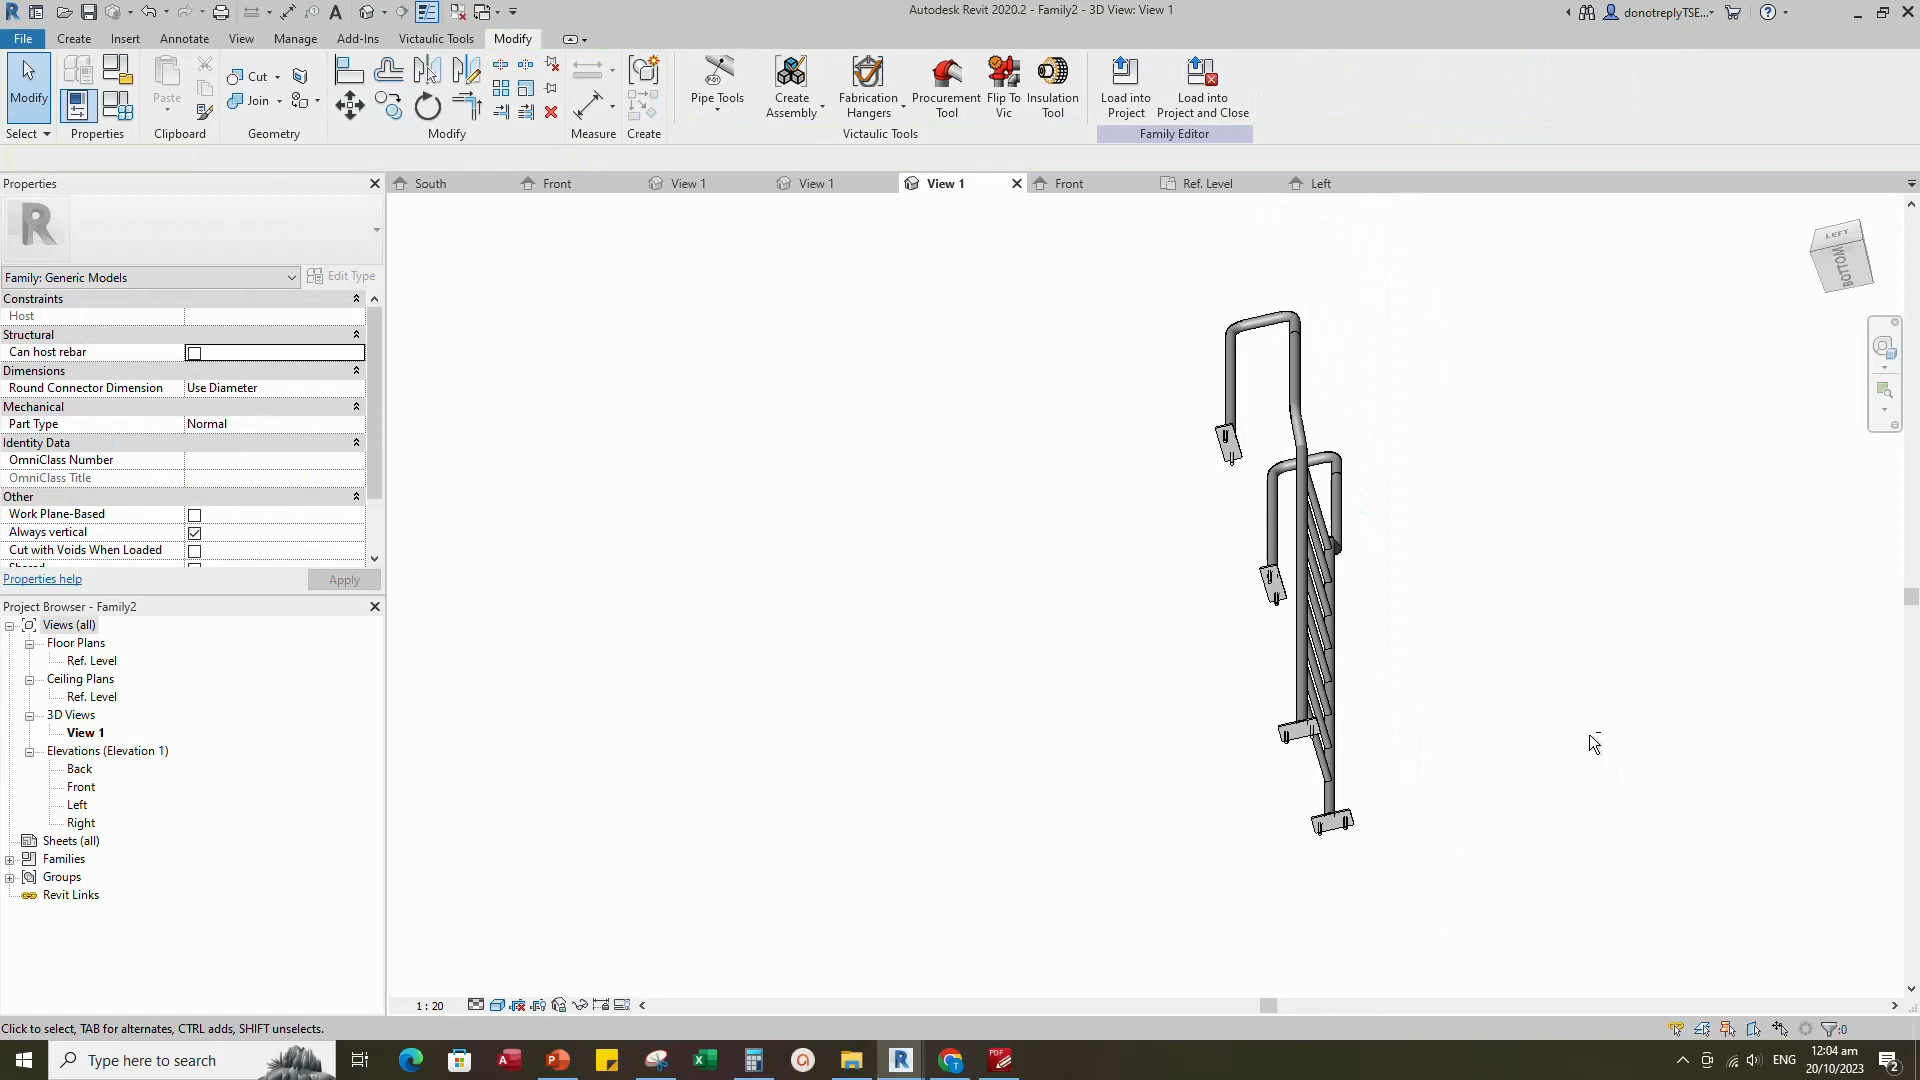 Autodesk Revit 2020.2 - Family2 - 3D View: View 1
donotreplyTSE...
File Create Insert Annotate View Manage Add-Ins Victaulic Tools Modify
Modify
Paste
Cut
Join
P-01
Pipe Tools
Create Assembly
Fabrication Hangers
Procurement Tool
Flip To Vic
Insulation Tool
Load into Project
Load into Project and Close
Select Properties Clipboard Geometry Modify Measure Create Victaulic Tools Family Editor
Properties
South Front View 1 View 1 View 1 Front Ref. Level Left
R
Family: Generic Models
Edit Type
Constraints
Host
Structural
Can host rebar
Dimensions
Round Connector Dimension Use Diameter
Mechanical
Part Type Normal
Identity Data
OmniClass Number
OmniClass Title
Other
Work Plane-Based
Always vertical
Cut with Voids When Loaded
Shared
Properties help
Apply
LEFT
BOTTOM
Project Browser - Family2
Views (all)
Floor Plans
Ref. Level
Ceiling Plans
Ref. Level
3D Views
View 1
Elevations (Elevation 1)
Back
Front
Left
Right
Sheets (all)
Families
Groups
Revit Links
1 : 20
Click to select, TAB for alternates, CTRL adds, SHIFT unselects.
:0
Type here to search
PDF
ENG
12:04 am
20/10/2023
2